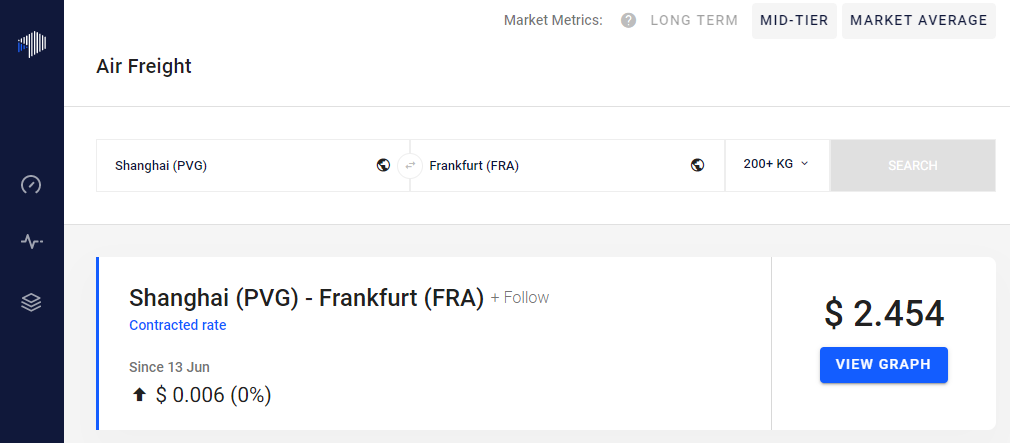 Market Metrics: ? LONG TERM MID-TIER MARKET AVERAGE
Air Freight
Shanghai (PVG) Frankfurt (FRA) 200+ KG SEARCH
Shanghai (PVG) - Frankfurt (FRA) + Follow
Contracted rate
$ 2.454
VIEW GRAPH
Since 13 Jun
$ 0.006 (0%)